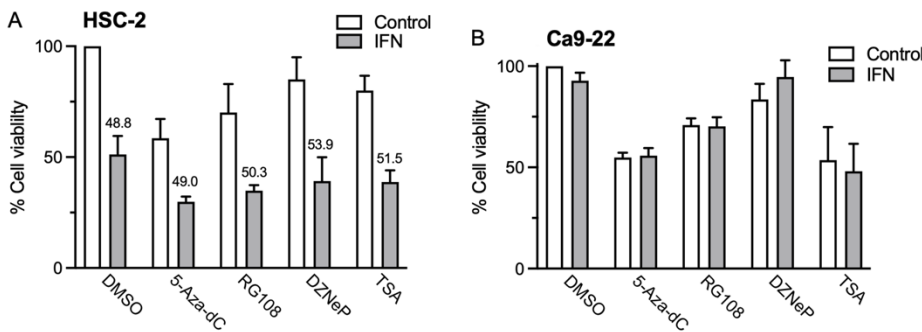 A
HSC-2
Control
IFN
% Cell viability
100
50
0
48.8
49.0
50.3
53.9
51.5
DMSO
5-Aza-dC
RG108
DZNeP
TSA
B
Ca9-22
Control
IFN
% Cell viability
100
50
0
DMSO
5-Aza-dC
RG108
DZNeP
TSA